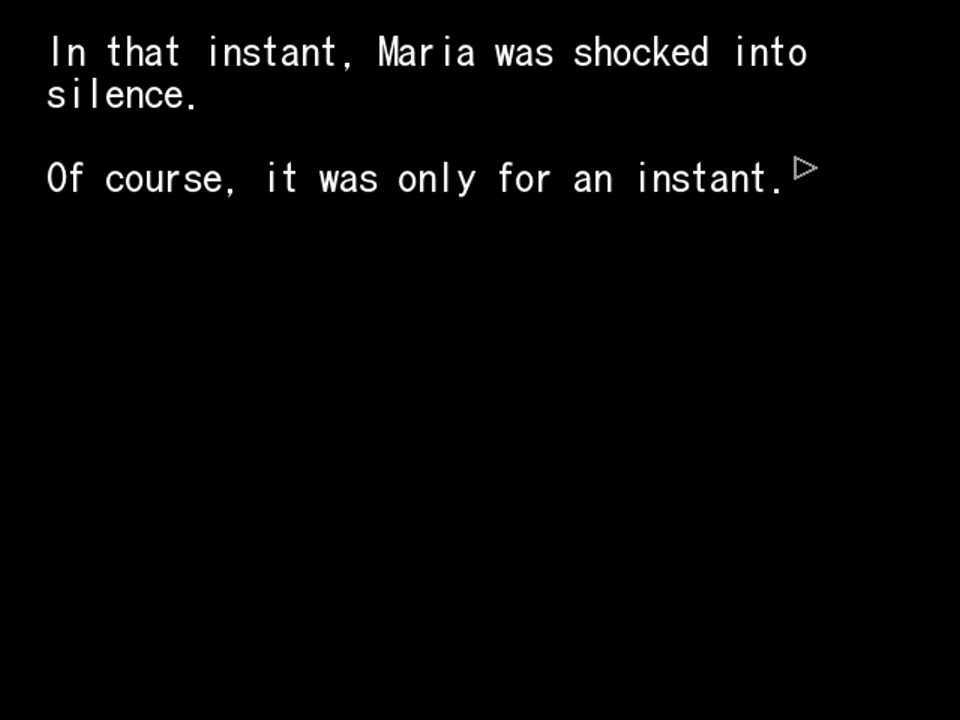 In that instant, Maria was shocked into
silence.
Of course, it was only for an instant.